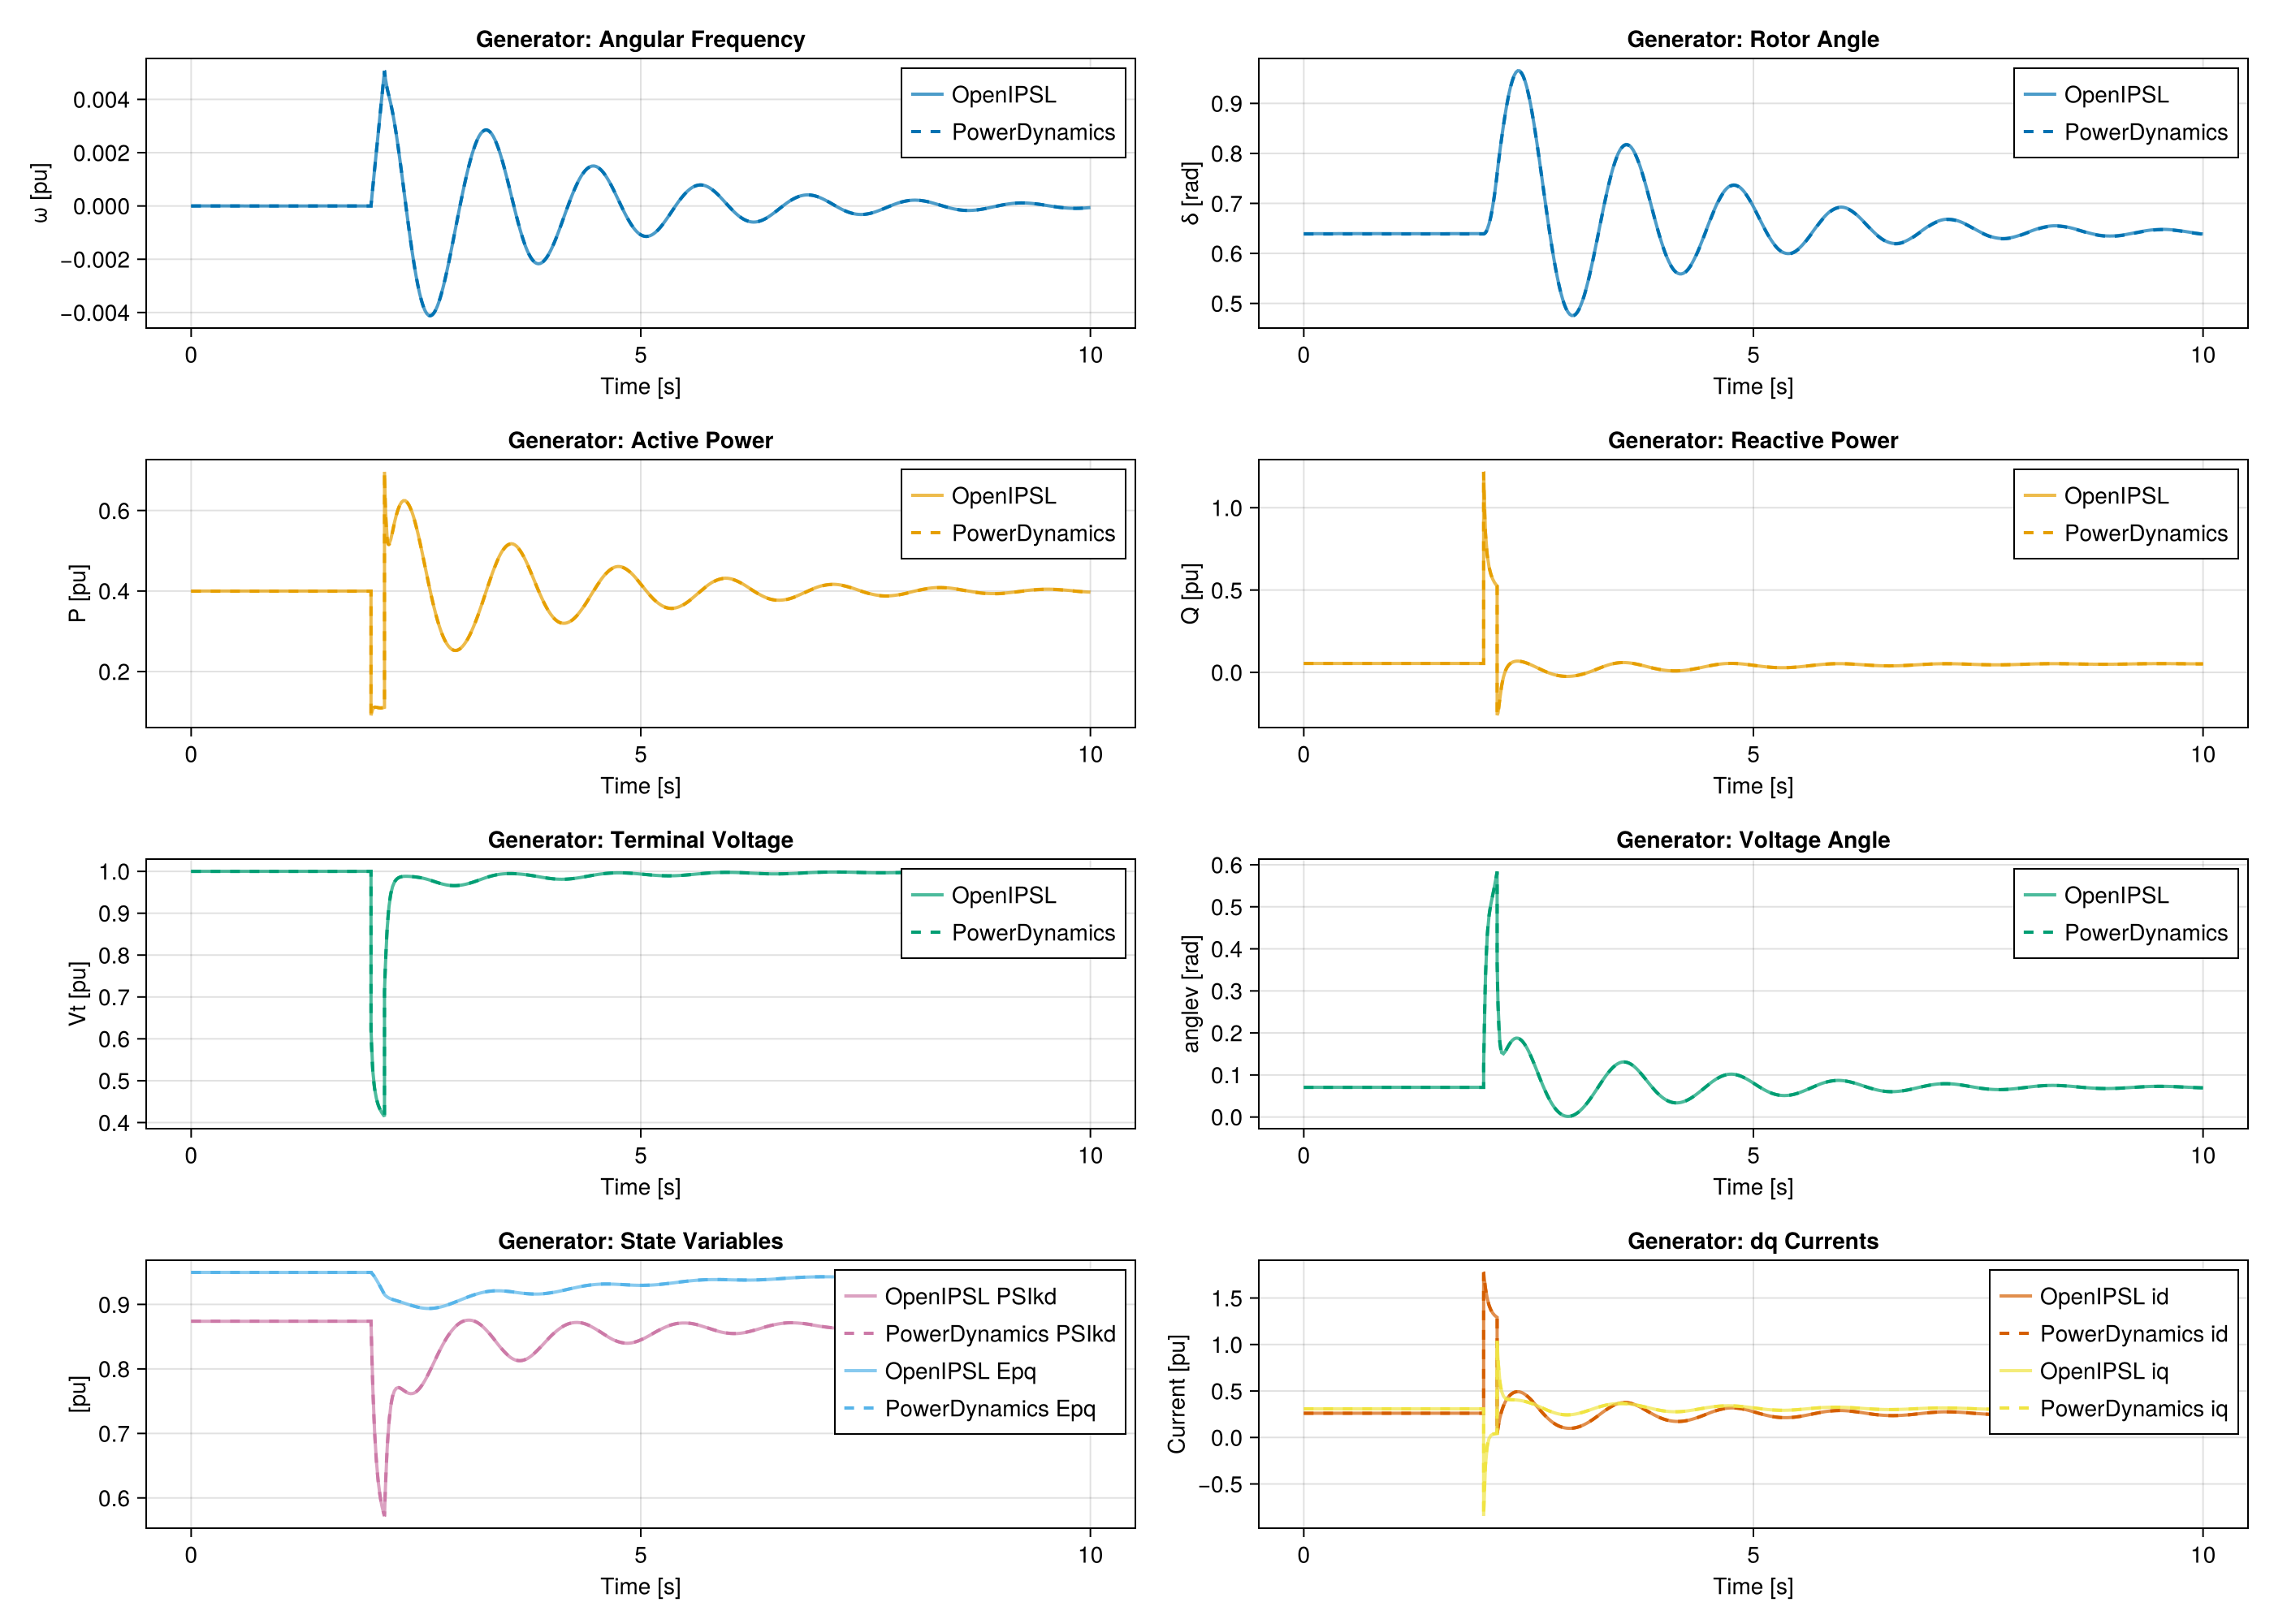 Generator: Angular Frequency
ω [pu]
0.004
0.002
0.000
−0.002
−0.004
OpenIPSL
PowerDynamics
0 5 10
Time [s]
Generator: Rotor Angle
δ [rad]
0.9
0.8
0.7
0.6
0.5
OpenIPSL
PowerDynamics
0 5 10
Time [s]
Generator: Active Power
P [pu]
0.6
0.4
0.2
OpenIPSL
PowerDynamics
0 5 10
Time [s]
Generator: Reactive Power
Q [pu]
1.0
0.5
0.0
OpenIPSL
PowerDynamics
0 5 10
Time [s]
Generator: Terminal Voltage
Vt [pu]
1.0
0.9
0.8
0.7
0.6
0.5
0.4
OpenIPSL
PowerDynamics
0 5 10
Time [s]
Generator: Voltage Angle
anglev [rad]
0.6
0.5
0.4
0.3
0.2
0.1
0.0
OpenIPSL
PowerDynamics
0 5 10
Time [s]
Generator: State Variables
[pu]
0.9
0.8
0.7
0.6
OpenIPSL PSIkd
PowerDynamics PSIkd
OpenIPSL Epq
PowerDynamics Epq
0 5 10
Time [s]
Generator: dq Currents
Current [pu]
1.5
1.0
0.5
0.0
−0.5
OpenIPSL id
PowerDynamics id
OpenIPSL iq
PowerDynamics iq
0 5 10
Time [s]